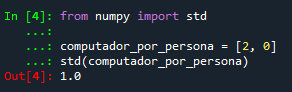 In [4]: from numpy import std
   ...:
   ...: computador_por_persona = [2, 0]
   ...: std(computador_por_persona)
Out[4]: 1.0